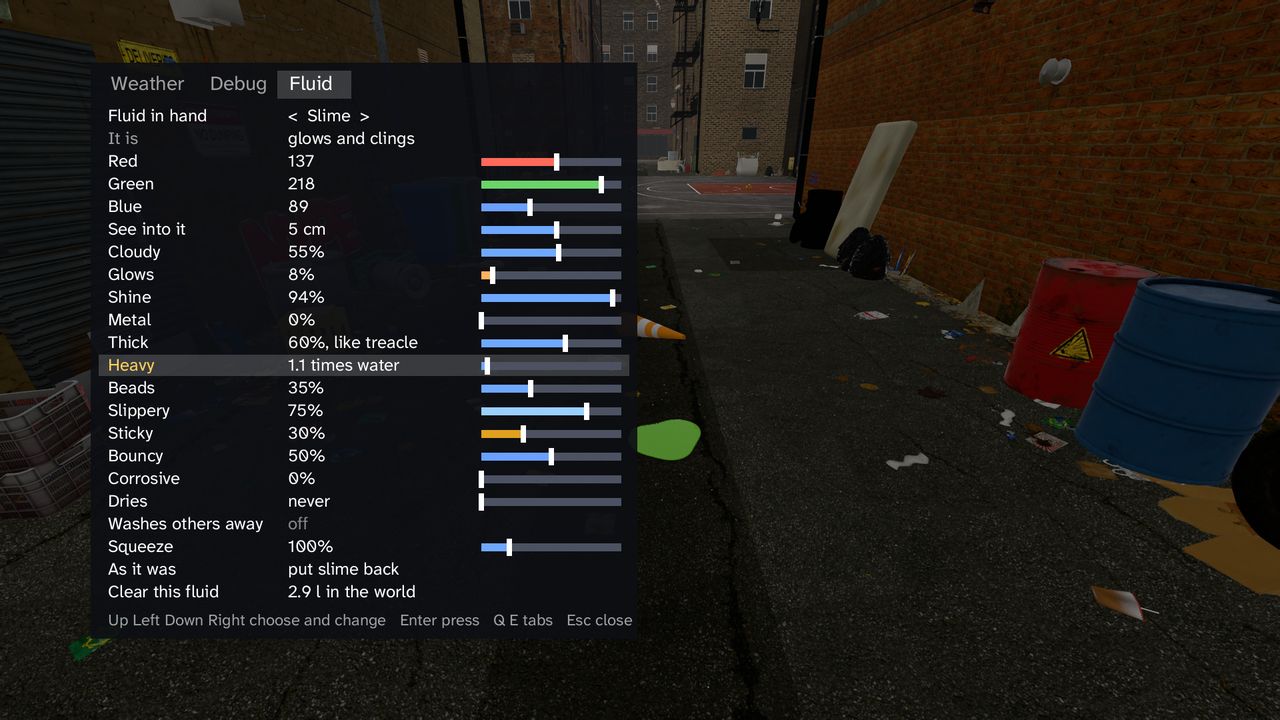 DELIVERIES
Weather Debug Fluid
Fluid in hand < Slime >
It is glows and clings
Red 137
Green 218
Blue 89
See into it 5 cm
Cloudy 55%
Glows 8%
Shine 94%
Metal 0%
Thick 60%, like treacle
Heavy 1.1 times water
Beads 35%
Slippery 75%
Sticky 30%
Bouncy 50%
Corrosive 0%
Dries never
Washes others away off
Squeeze 100%
As it was put slime back
Clear this fluid 2.9 l in the world
Up Left Down Right choose and change Enter press Q E tabs Esc close